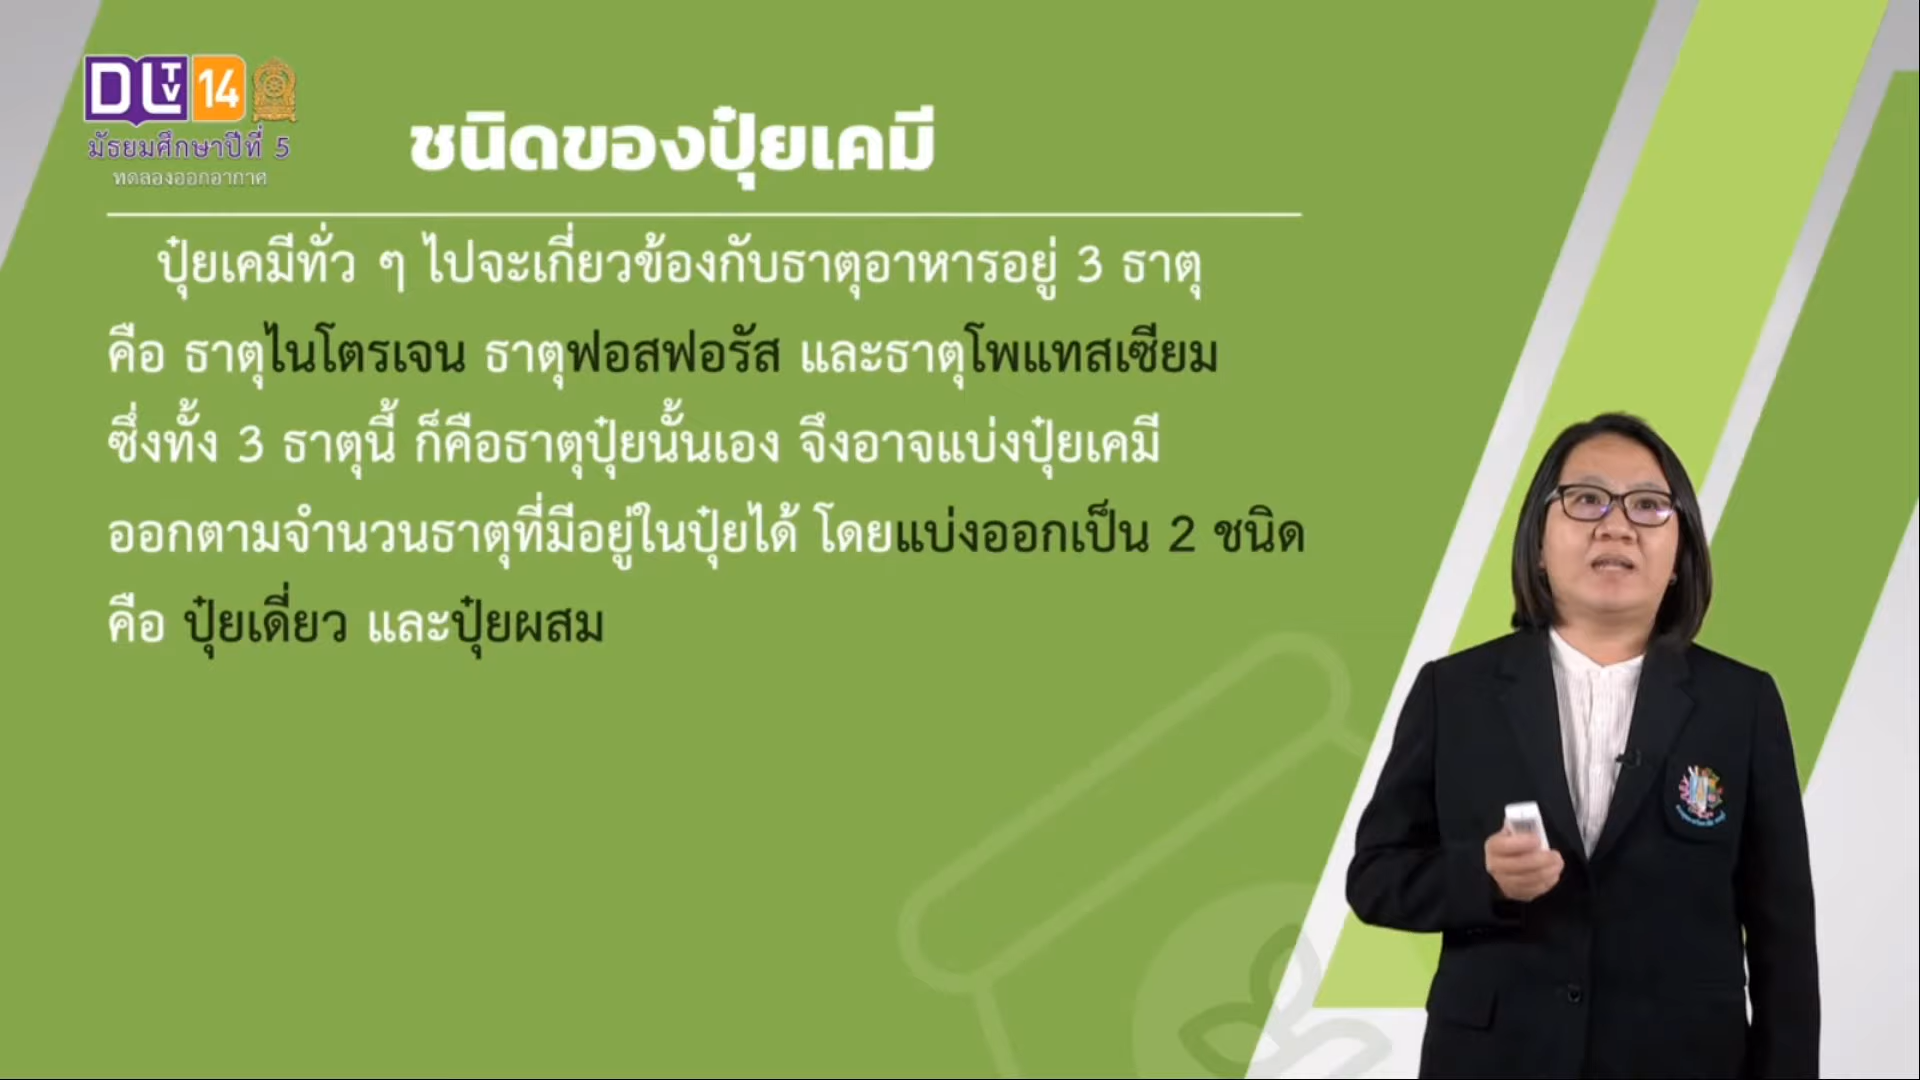 DLTV 14
มัธยมศึกษาปีที่ 5
ทดลองออกอากาศ
ชนิดของปุ๋ยเคมี
ปุ๋ยเคมีทั่ว ๆ ไปจะเกี่ยวข้องกับธาตุอาหารอยู่ 3 ธาตุ
คือ ธาตุไนโตรเจน ธาตุฟอสฟอรัส และธาตุโพแทสเซียม
ซึ่งทั้ง 3 ธาตุนี้ ก็คือธาตุปุ๋ยนั้นเอง จึงอาจแบ่งปุ๋ยเคมี
ออกตามจำนวนธาตุที่มีอยู่ในปุ๋ยได้ โดยแบ่งออกเป็น 2 ชนิด
คือ ปุ๋ยเดี่ยว และปุ๋ยผสม